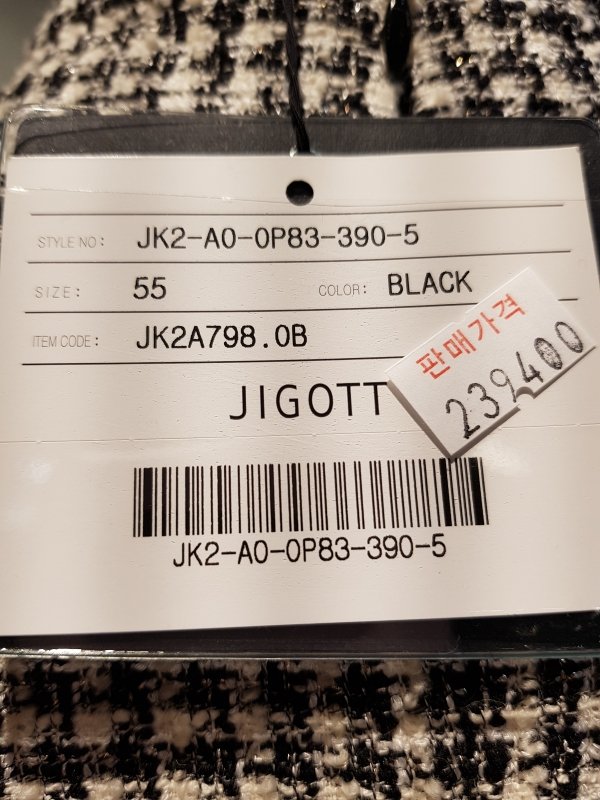 STYLE NO: JK2-A0-0P83-390-5
SIZE: 55 COLOR: BLACK
ITEM CODE: JK2A798.0B
판매가격
239400
JIGOTT
JK2-A0-0P83-390-5